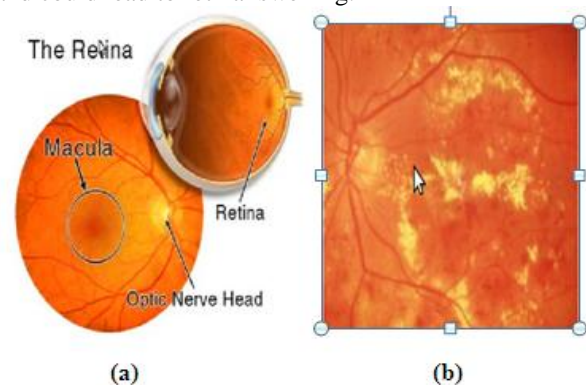 The Retina
Macula
Retina
Optic Nerve Head
(a)
(b)